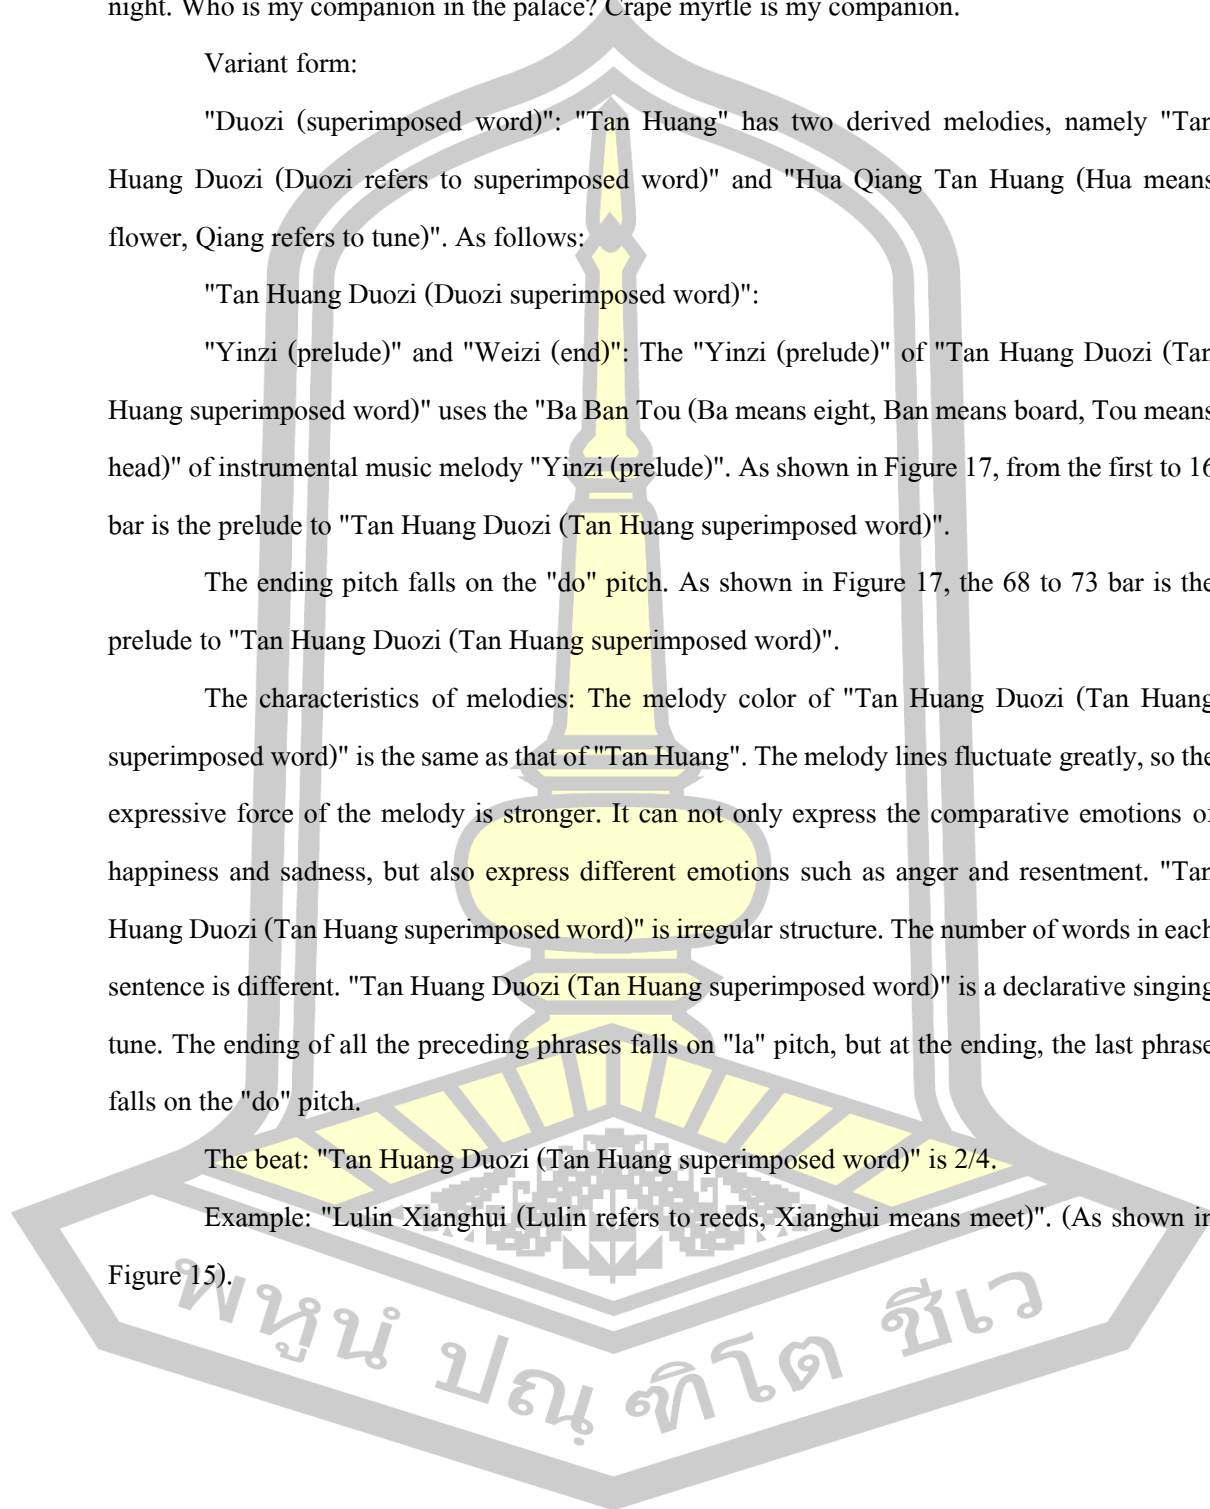 night. Who is my companion in the palace? Crape myrtle is my companion.
Variant form:
"Duozi (superimposed word)": "Tan Huang" has two derived melodies, namely "Tan
Huang Duozi (Duozi refers to superimposed word)" and "Hua Qiang Tan Huang (Hua means
flower, Qiang refers to tune)". As follows:
"Tan Huang Duozi (Duozi superimposed word)":
"Yinzi (prelude)" and "Weizi (end)": The "Yinzi (prelude)" of "Tan Huang Duozi (Tan
Huang superimposed word)" uses the "Ba Ban Tou (Ba means eight, Ban means board, Tou means
head)" of instrumental music melody "Yinzi (prelude)". As shown in Figure 17, from the first to 16
bar is the prelude to "Tan Huang Duozi (Tan Huang superimposed word)".
The ending pitch falls on the "do" pitch. As shown in Figure 17, the 68 to 73 bar is the
prelude to "Tan Huang Duozi (Tan Huang superimposed word)".
The characteristics of melodies: The melody color of "Tan Huang Duozi (Tan Huang
superimposed word)" is the same as that of "Tan Huang". The melody lines fluctuate greatly, so the
expressive force of the melody is stronger. It can not only express the comparative emotions of
happiness and sadness, but also express different emotions such as anger and resentment. "Tan
Huang Duozi (Tan Huang superimposed word)" is irregular structure. The number of words in each
sentence is different. "Tan Huang Duozi (Tan Huang superimposed word)" is a declarative singing
tune. The ending of all the preceding phrases falls on "la" pitch, but at the ending, the last phrase
falls on the "do" pitch.
The beat: "Tan Huang Duozi (Tan Huang superimposed word)" is 2/4.
Example: "Lulin Xianghui (Lulin refers to reeds, Xianghui means meet)". (As shown in
Figure 15).
พหูนํ ปณฺฑิโต ชีเว